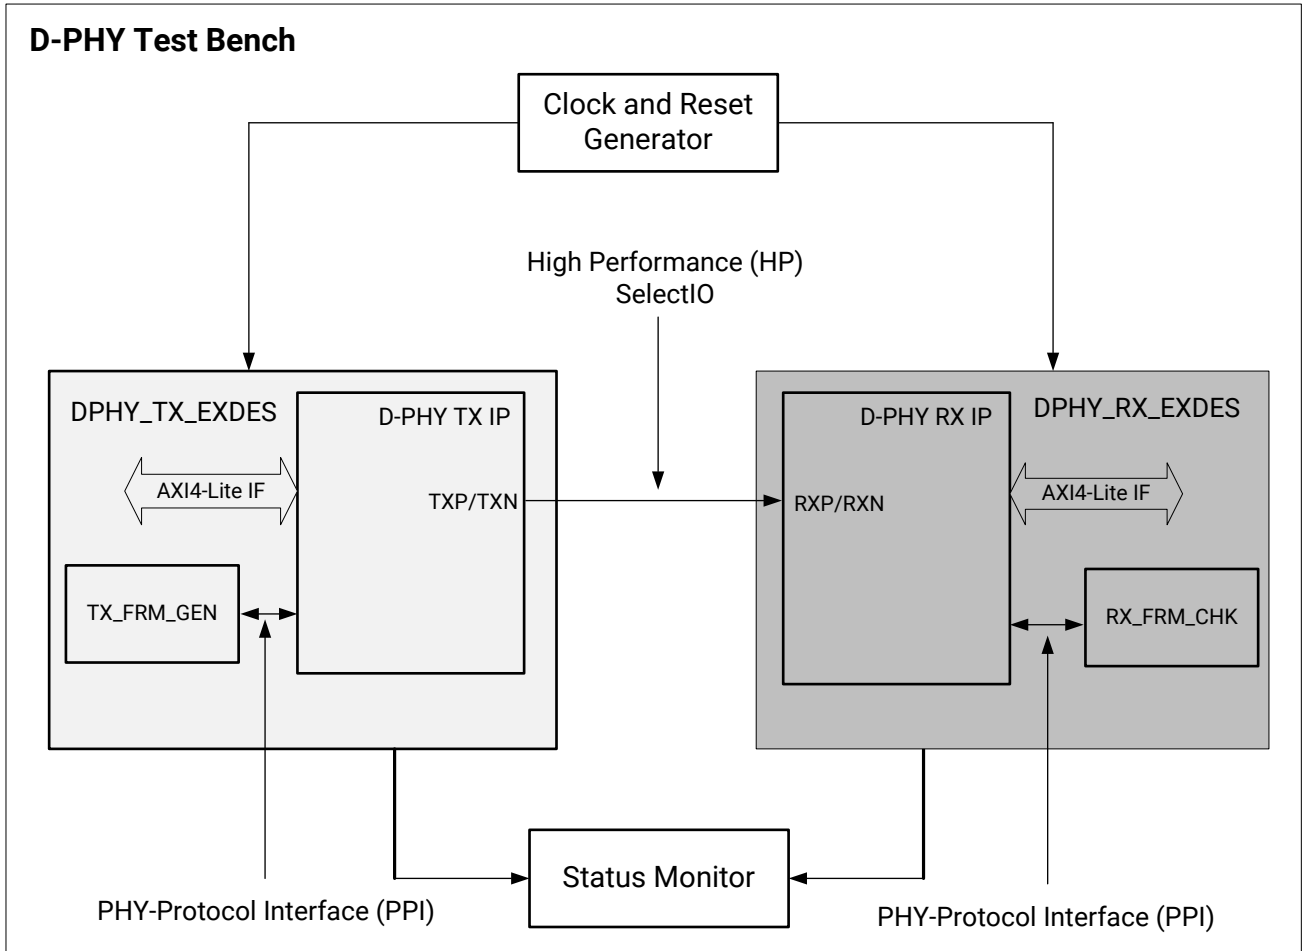 D-PHY Test Bench
Clock and Reset
Generator
High Performance (HP)
SelectIO
DPHY_TX_EXDES
D-PHY TX IP
AXI4-Lite IF
TXP/TXN
TX_FRM_GEN
D-PHY RX IP
DPHY_RX_EXDES
RXP/RXN
AXI4-Lite IF
RX_FRM_CHK
Status Monitor
PHY-Protocol Interface (PPI)
PHY-Protocol Interface (PPI)